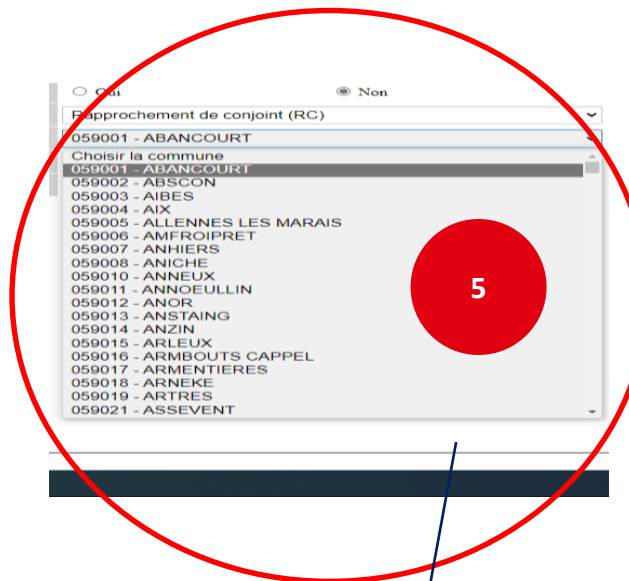 Oui Non
Rapprochement de conjoint (RC)
059001 - ABANCOURT
Choisir la commune
059001 - ABANCOURT
059002 - ABSCON
059003 - AIBES
059004 - AIX
059005 - ALLENNES LES MARAIS
059006 - AMFROIPRET
059007 - ANHIERS
059008 - ANICHE
059010 - ANNEUX
059011 - ANNOEULLIN
059012 - ANOR
059013 - ANSTAING
059014 - ANZIN
059015 - ARLEUX
059016 - ARMBOUTS CAPPEL
059017 - ARMENTIERES
059018 - ARNEKE
059019 - ARTRES
059021 - ASSEVENT
5